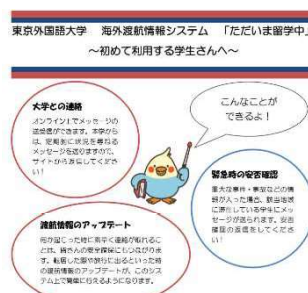 東京外国語大学　海外渡航情報システム　「ただいま留学中」
～初めて利用する学生さんへ～
大学との連絡
オンライン上でメッセージの
送受信ができます。本学から
は、定期的に状況を尋ねる
メッセージを送りますので、
サイトから返信してくださ
い！
こんなことが
できるよ！
緊急時の安否確認
重大な事件・事故などの情
報が入った場合、該当地域
に滞在している学生にメッ
セージが送られます。安否
確認の返信をしてくださ
い！
渡航情報のアップデート
何か起こった時に素早く連絡が取れるこ
とは、皆さんの安全確保にもつながりま
す。転居した際や旅行に出るといった時
の渡航情報のアップデートが、このシス
テム上で簡単に行えるようになります。